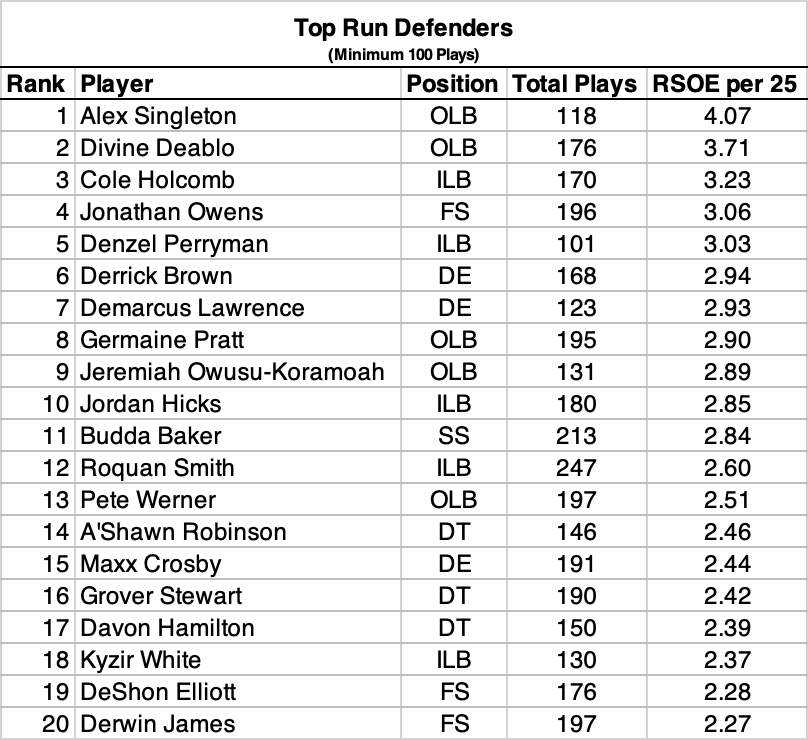 Top Run Defenders
(Minimum 100 Plays)
Rank Player Position Total Plays RSOE per 25
1 Alex Singleton OLB 118 4.07
2 Divine Deablo OLB 176 3.71
3 Cole Holcomb ILB 170 3.23
4 Jonathan Owens FS 196 3.06
5 Denzel Perryman ILB 101 3.03
6 Derrick Brown DE 168 2.94
7 Demarcus Lawrence DE 123 2.93
8 Germaine Pratt OLB 195 2.90
9 Jeremiah Owusu-Koramoah OLB 131 2.89
10 Jordan Hicks ILB 180 2.85
11 Budda Baker SS 213 2.84
12 Roquan Smith ILB 247 2.60
13 Pete Werner OLB 197 2.51
14 A'Shawn Robinson DT 146 2.46
15 Maxx Crosby DE 191 2.44
16 Grover Stewart DT 190 2.42
17 Davon Hamilton DT 150 2.39
18 Kyzir White ILB 130 2.37
19 DeShon Elliott FS 176 2.28
20 Derwin James FS 197 2.27